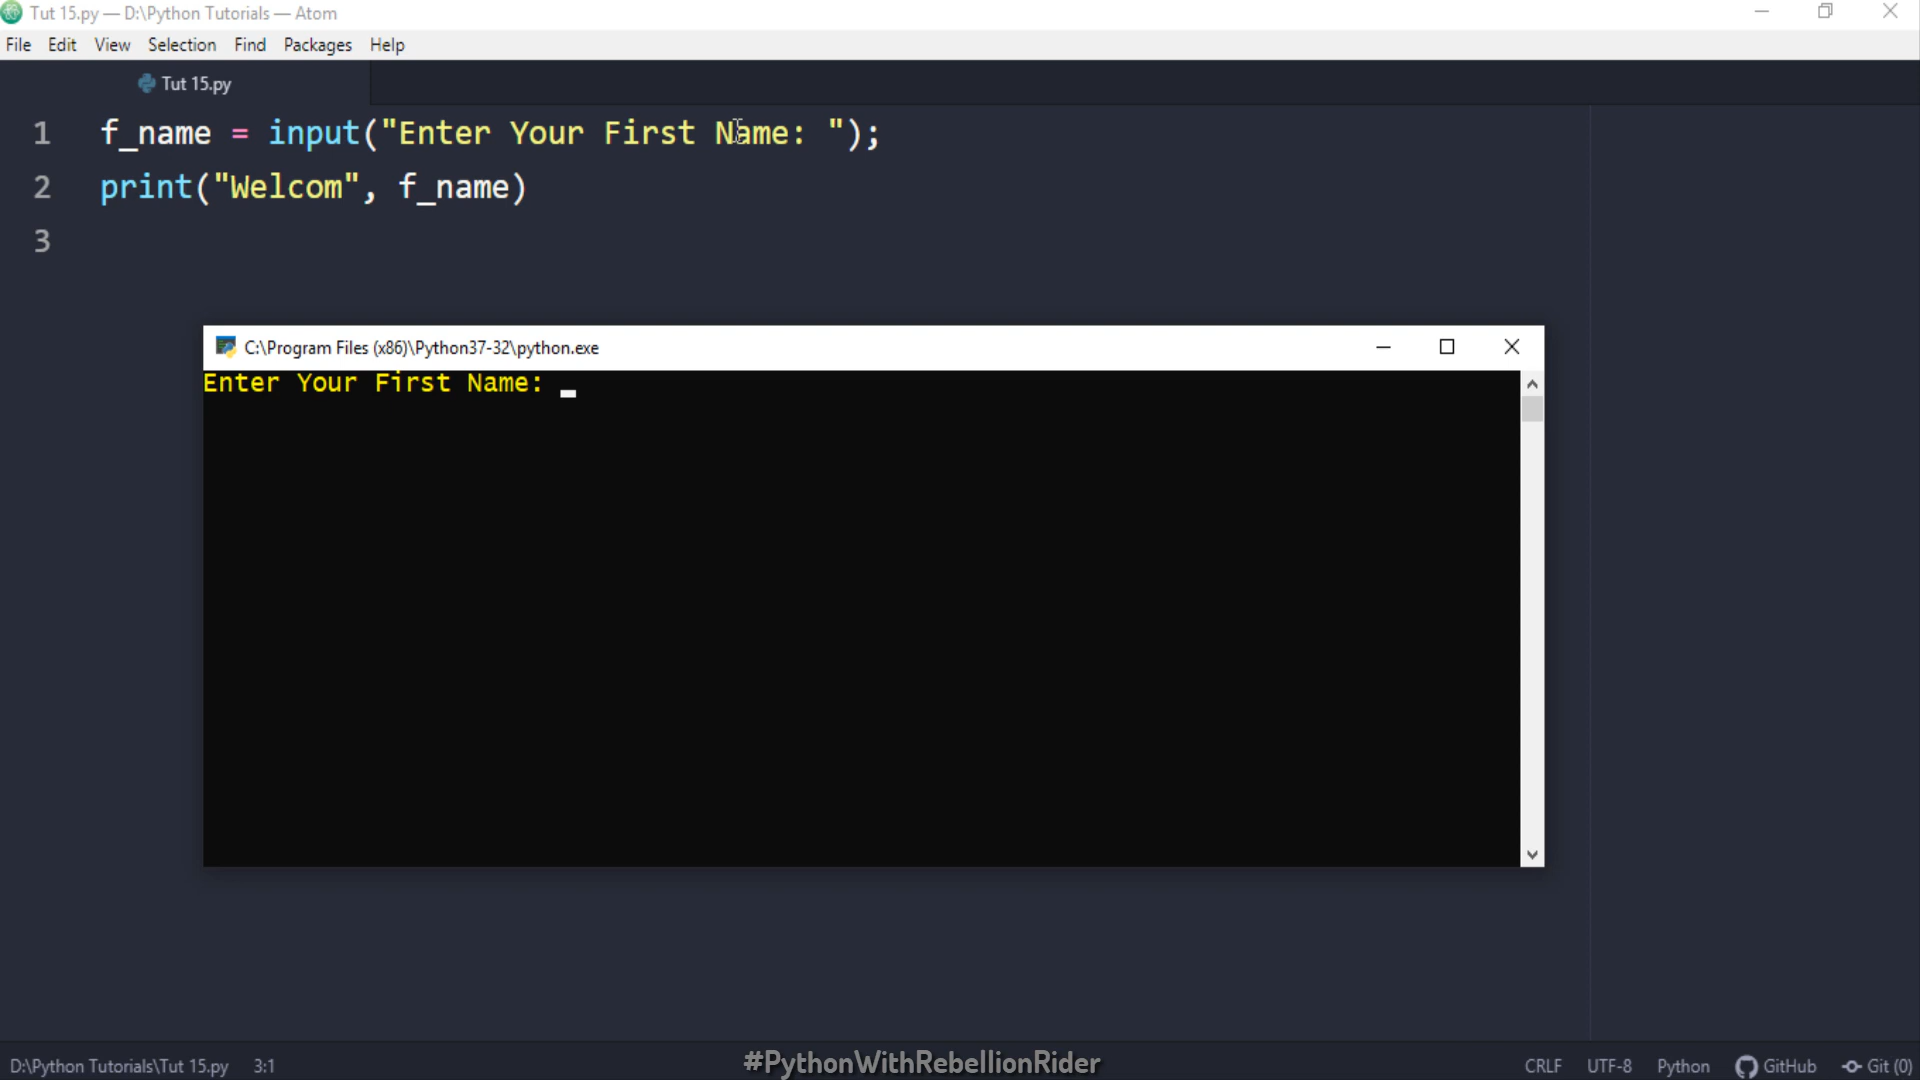 Tut 15.py — D:\Python Tutorials — Atom
File Edit View Selection Find Packages Help
Tut 15.py
1 f_name = input("Enter Your First Name: ");
2 print("Welcom", f_name)
3
C:\Program Files (x86)\Python37-32\python.exe
Enter Your First Name: _
D:\Python Tutorials\Tut 15.py 3:1 #PythonWithRebellionRider CRLF UTF-8 Python GitHub Git (0)